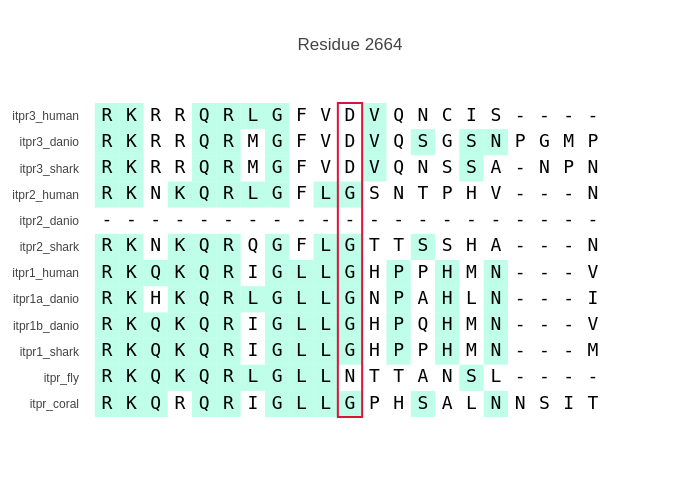 Residue 2664
itpr3_human R K R R Q R L G F V D V Q N C I S - - - -
itpr3_danio R K R R Q R M G F V D V Q S G S N P G M P
itpr3_shark R K R R Q R M G F V D V Q N S S A - N P N
itpr2_human R K N K Q R L G F L G S N T P H V - - - N
itpr2_danio - - - - - - - - - - - - - - - - - - - - -
itpr2_shark R K N K Q R Q G F L G T T S S H A - - - N
itpr1_human R K Q K Q R I G L L G H P P H M N - - - V
itpr1a_danio R K H K Q R L G L L G N P A H L N - - - I
itpr1b_danio R K Q K Q R I G L L G H P Q H M N - - - V
itpr1_shark R K Q K Q R I G L L G H P P H M N - - - M
itpr_fly R K Q K Q R L G L L N T T A N S L - - - -
itpr_coral R K Q R Q R I G L L G P H S A L N N S I T